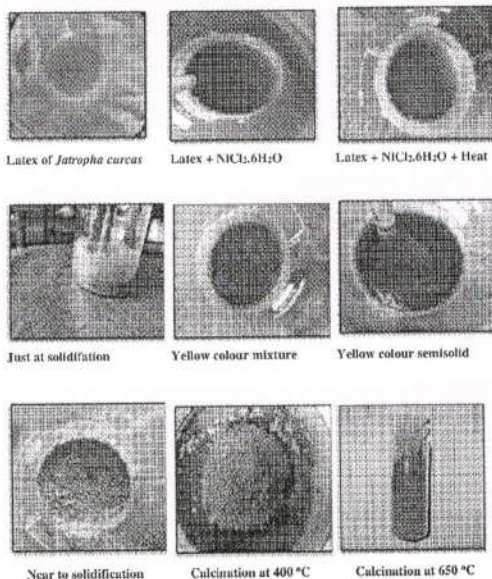 Latex of Jatropha curcas
Latex + NiCl₂.6H₂O
Latex + NiCl₂.6H₂O + Heat
Just at solidifation
Yellow colour mixture
Yellow colour semisolid
Near to solidification
Calcination at 400 °C
Calcination at 650 °C